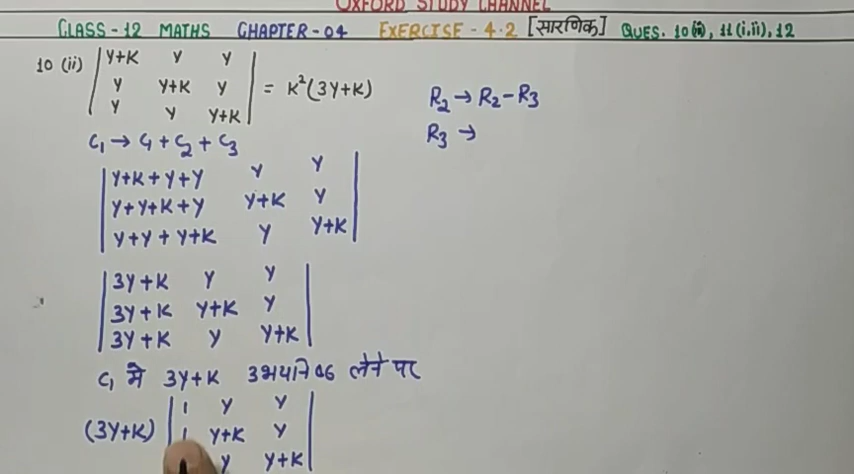 OXFORD STUDY CHANNEL
CLASS-12 MATHS CHAPTER-04 EXERCISE-4.2 [सारणिक] QUES. 10(ii), 11(i,ii), 12
10 (ii) | Y+K Y Y |
| Y Y+K Y | = K²(3Y+K)
| Y Y Y+K |
C₁ → C₁ + C₂ + C₃
| Y+K+Y+Y Y Y |
| Y+Y+K+Y Y+K Y |
| Y+Y+Y+K Y Y+K |
| 3Y+K Y Y |
| 3Y+K Y+K Y |
| 3Y+K Y Y+K |
C₁ मे 3Y+K उभयनिष्ठ लेने पर
| 1 Y Y |
(3Y+K) | 1 Y+K Y |
| Y Y+K |
R₂ → R₂-R₃
R₃ →